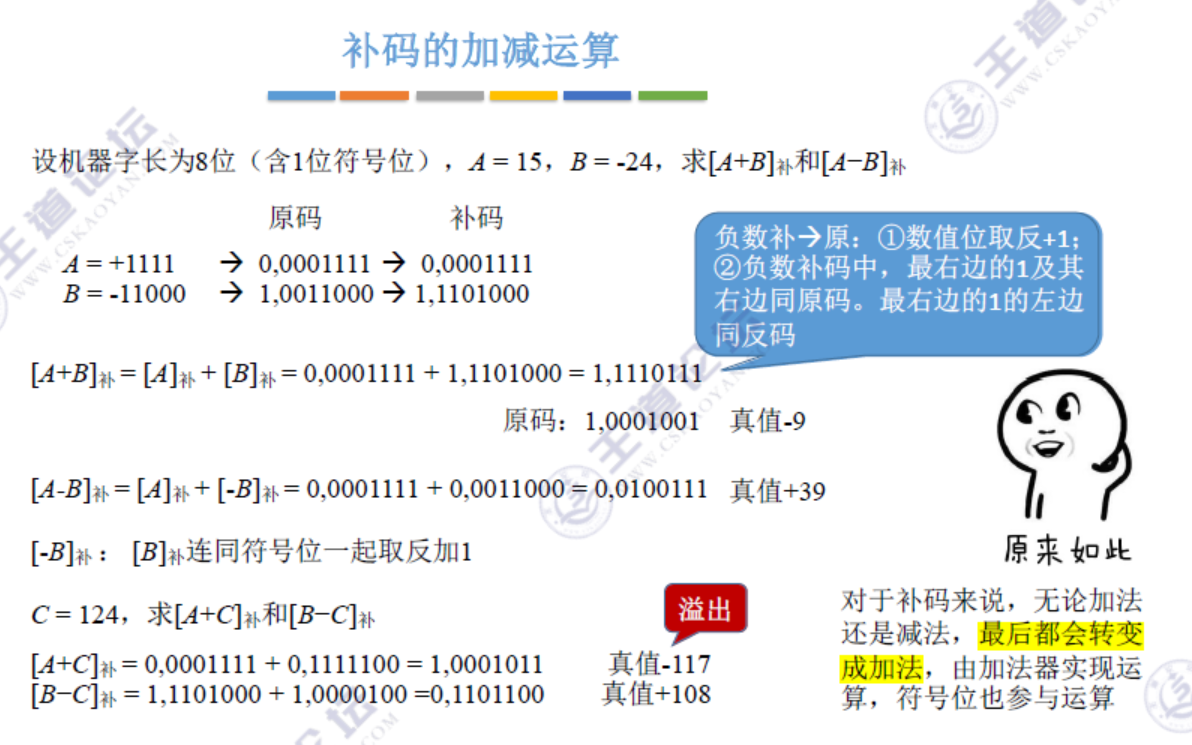 补码的加减运算
设机器字长为8位（含1位符号位），A = 15，B = -24，求[A+B]补和[A−B]补
原码 补码
A = +1111 → 0,0001111 → 0,0001111
B = -11000 → 1,0011000 → 1,1101000
负数补→原：①数值位取反+1；
②负数补码中，最右边的1及其
右边同原码。最右边的1的左边
同反码
[A+B]补 = [A]补 + [B]补 = 0,0001111 + 1,1101000 = 1,1110111
原码：1,0001001 真值-9
[A-B]补 = [A]补 + [-B]补 = 0,0001111 + 0,0011000 = 0,0100111 真值+39
[-B]补： [B]补连同符号位一起取反加1
原来如此
C = 124，求[A+C]补和[B−C]补
溢出
[A+C]补 = 0,0001111 + 0,1111100 = 1,0001011 真值-117
[B−C]补 = 1,1101000 + 1,0000100 =0,1101100 真值+108
对于补码来说，无论加法
还是减法，最后都会转变
成加法，由加法器实现运
算，符号位也参与运算
王道论坛
WWW.CSKAOYAN.COM